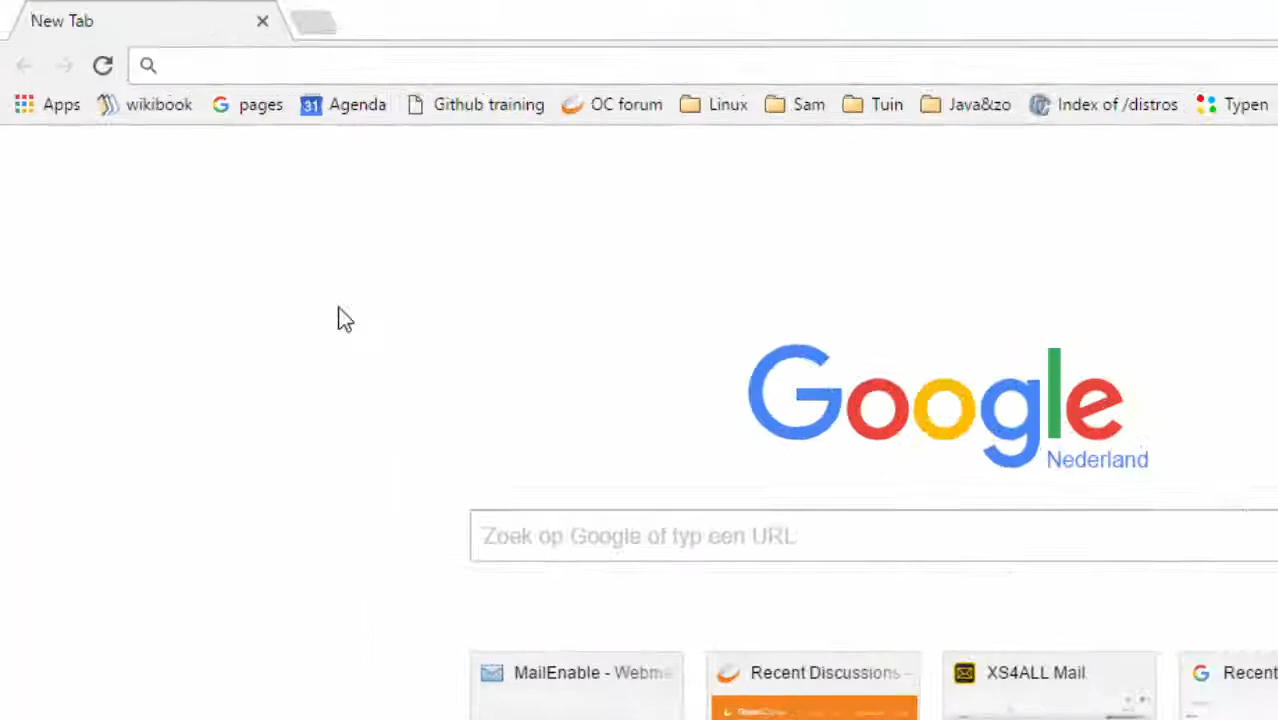 New Tab
Apps wikibook pages 31 Agenda Github training OC forum Linux Sam Tuin Java&zo Index of /distros Typen
Google
Nederland
Zoek op Google of typ een URL
MailEnable - Webme Recent Discussions - XS4ALL Mail Recent